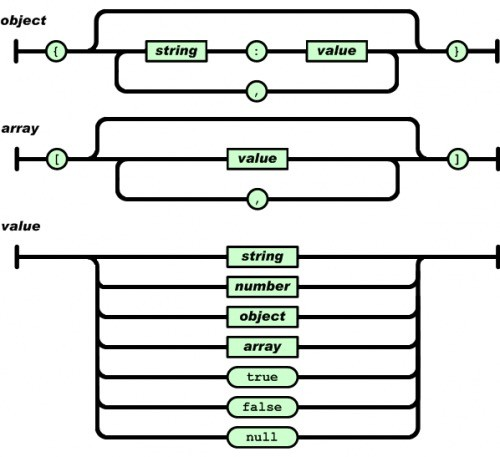 object
{ string : value }
,
array
[ value ]
,
value
string
number
object
array
true
false
null